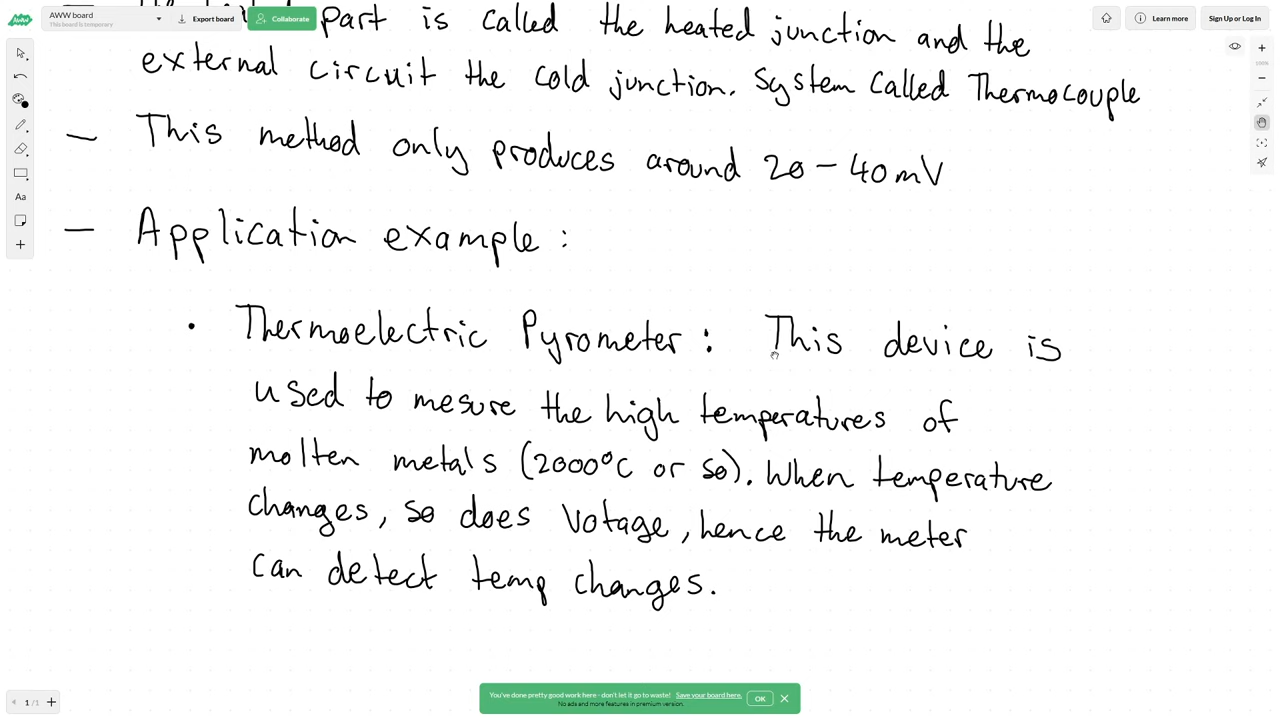 AWW board
This board is temporary
Export board
Collaborate
Learn more
Sign Up or Log In
part is called the heated junction and the
external circuit the cold junction. System called Thermocouple
100%
— This method only produces around 20 - 40mV
Aa
— Application example :
• Thermoelectric Pyrometer : This device is
used to mesure the high temperatures of
molten metals (2000°C or so). When temperature
changes, so does Votage, hence the meter
can detect temp changes.
You've done pretty good work here - don't let it go to waste! Save your board here.
No ads and more features in premium version.
OK
1 / 1